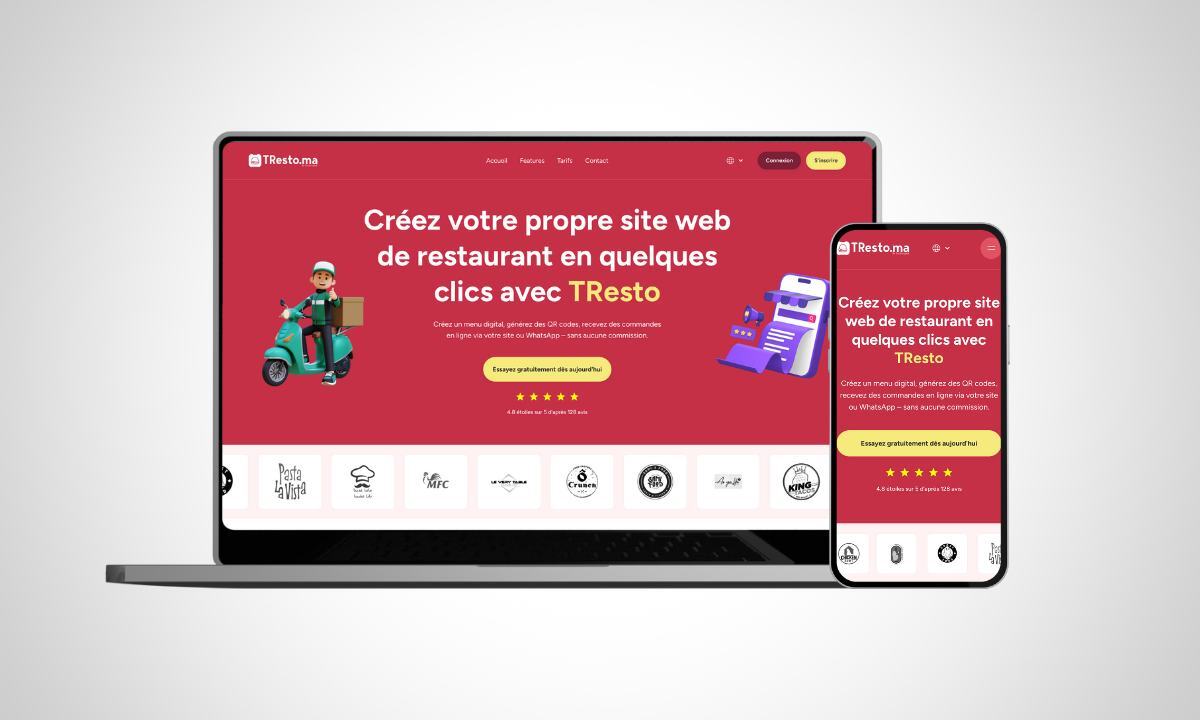 TResto.ma
Accueil Features Tarifs Contact
Connexion
S'inscrire
Créez votre propre site web
de restaurant en quelques
clics avec TResto
Créez un menu digital, générez des QR codes, recevez des commandes
en ligne via votre site ou WhatsApp – sans aucune commission.
Essayez gratuitement dès aujourd'hui
4.8 étoiles sur 5 d'après 128 avis
Pasta
La Vista
MFC
LE VERY TABLE
Ô
Crunch
KING
TACOS
TResto.ma
Créez votre propre site
web de restaurant en
quelques clics avec
TResto
Créez un menu digital, générez des QR codes,
recevez des commandes en ligne via votre site
ou WhatsApp – sans aucune commission.
Essayez gratuitement dès aujourd'hui
4.8 étoiles sur 5 d'après 128 avis